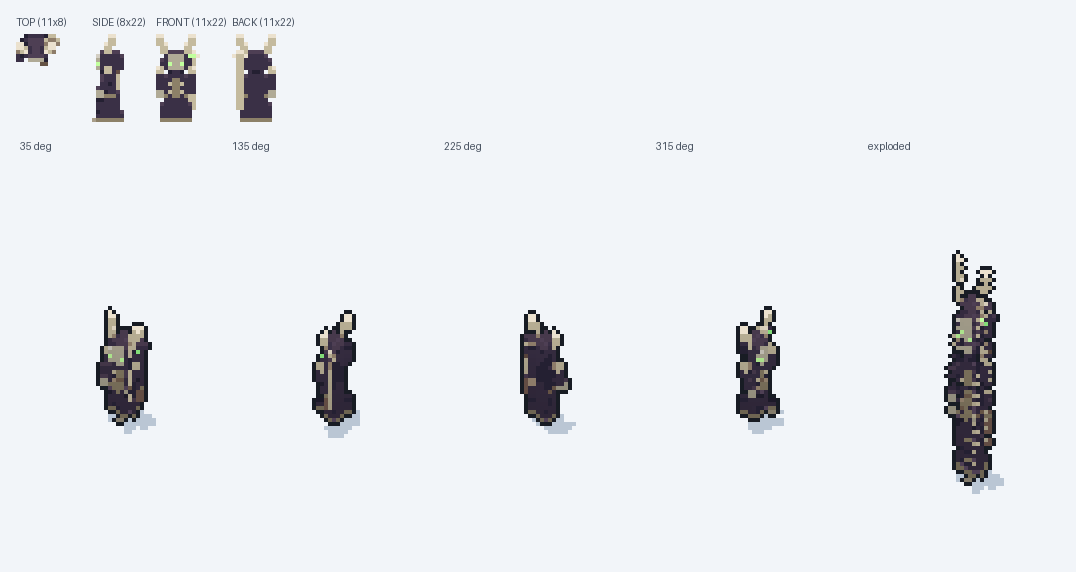 TOP (11x8) SIDE (8x22) FRONT (11x22) BACK (11x22)
35 deg 135 deg 225 deg 315 deg exploded